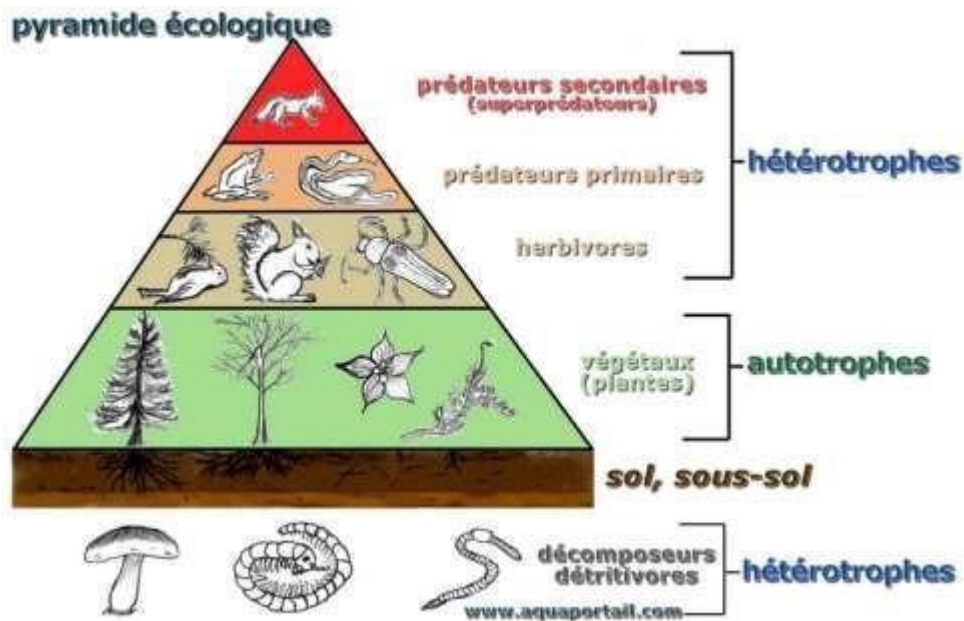 pyramide écologique
prédateurs secondaires
(superprédateurs)
hétérotrophes
prédateurs primaires
herbivores
végétaux
(plantes)
autotrophes
sol, sous-sol
décomposeurs
détritivores
hétérotrophes
www.aquaportail.com